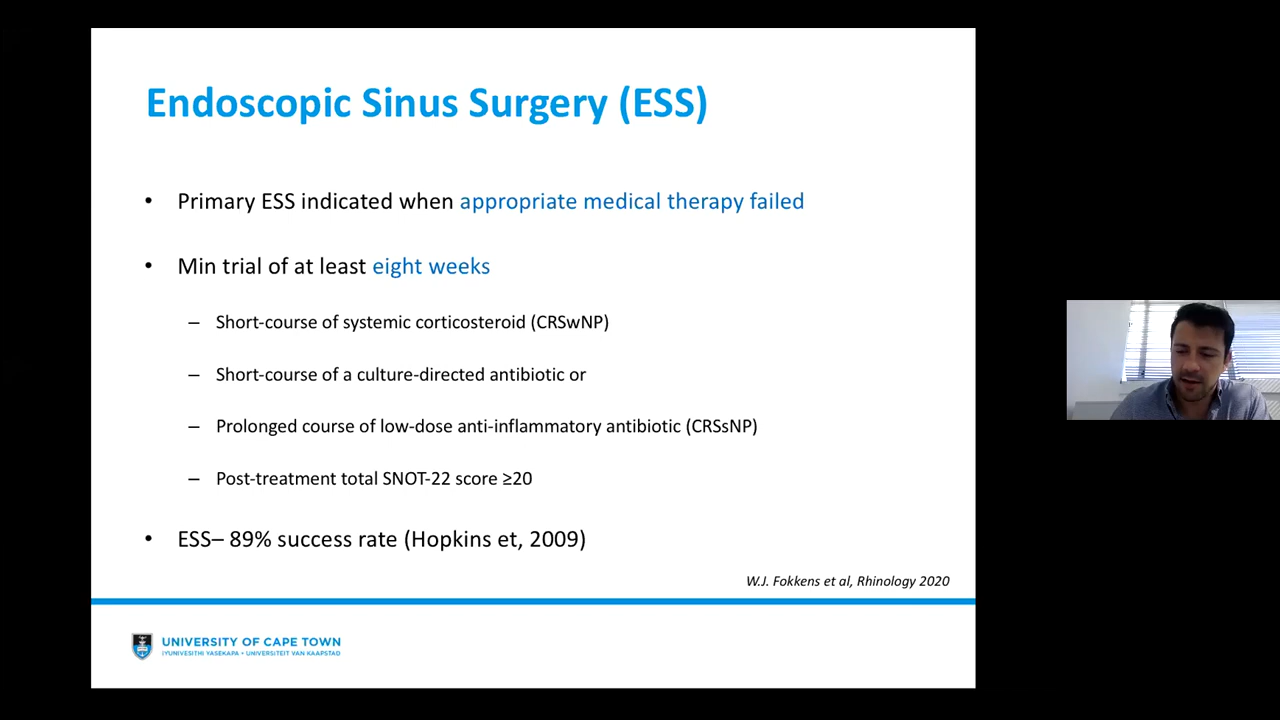 Endoscopic Sinus Surgery (ESS)
• Primary ESS indicated when appropriate medical therapy failed
• Min trial of at least eight weeks
– Short-course of systemic corticosteroid (CRSwNP)
– Short-course of a culture-directed antibiotic or
– Prolonged course of low-dose anti-inflammatory antibiotic (CRSsNP)
– Post-treatment total SNOT-22 score ≥20
• ESS– 89% success rate (Hopkins et, 2009)
W.J. Fokkens et al, Rhinology 2020
UNIVERSITY OF CAPE TOWN
IYUNIVESITHI YASEKAPA • UNIVERSITEIT VAN KAAPSTAD